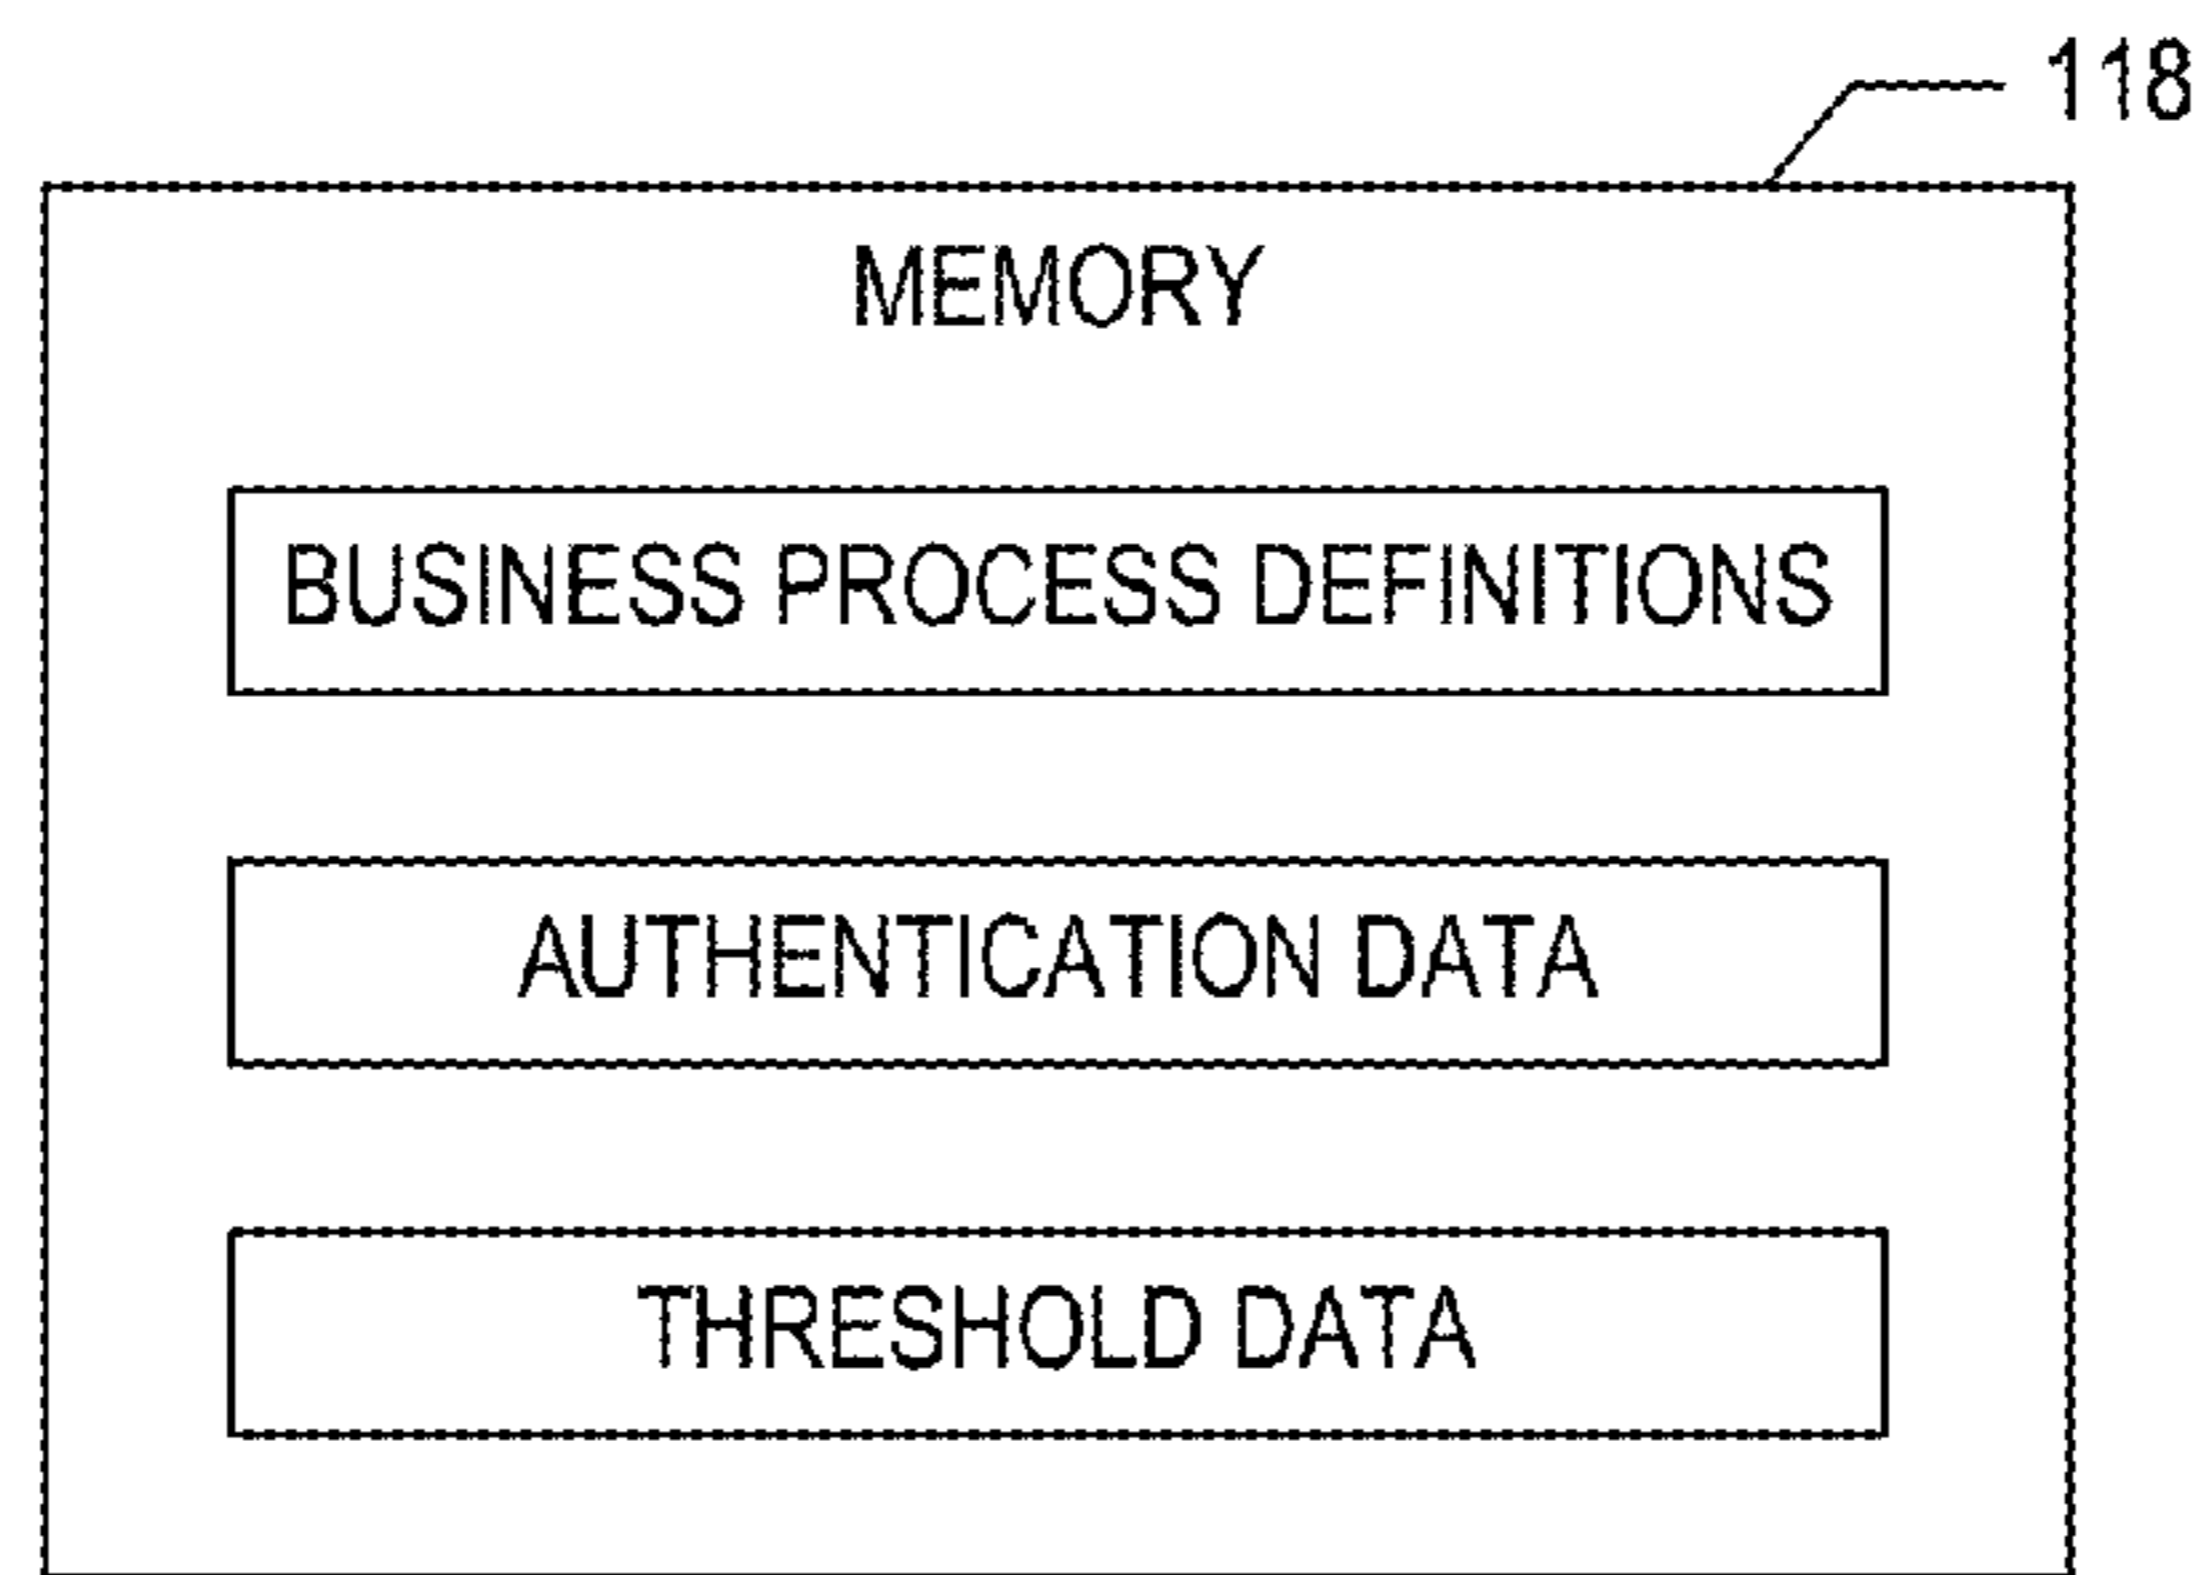 118
MEMORY
BUSINESS PROCESS DEFINITIONS
AUTHENTICATION DATA
THRESHOLD DATA